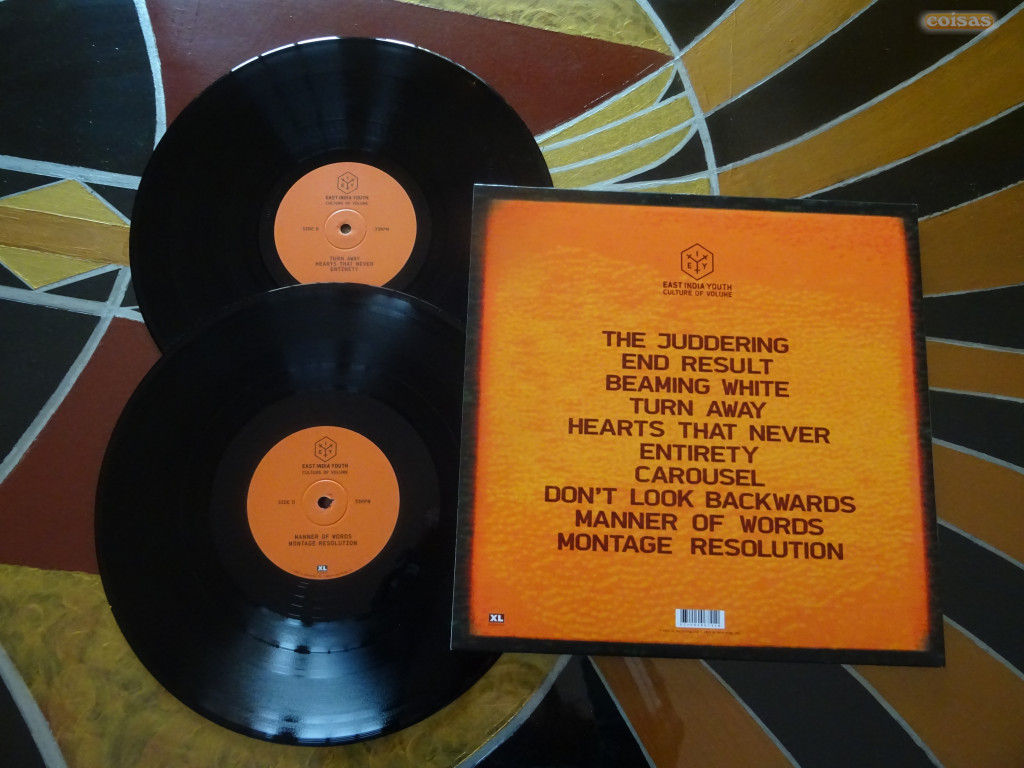 coisas
EAST INDIA YOUTH
CULTURE OF VOLUME
SIDE B
TURN AWAY
HEARTS THAT NEVER
ENTIRETY
I
E Y
EAST INDIA YOUTH
CULTURE OF VOLUME
THE JUDDERING
END RESULT
BEAMING WHITE
TURN AWAY
HEARTS THAT NEVER
ENTIRETY
CAROUSEL
DON'T LOOK BACKWARDS
MANNER OF WORDS
MONTAGE RESOLUTION
XL
EAST INDIA YOUTH
CULTURE OF VOLUME
SIDE D
MANNER OF WORDS
MONTAGE RESOLUTION
XL